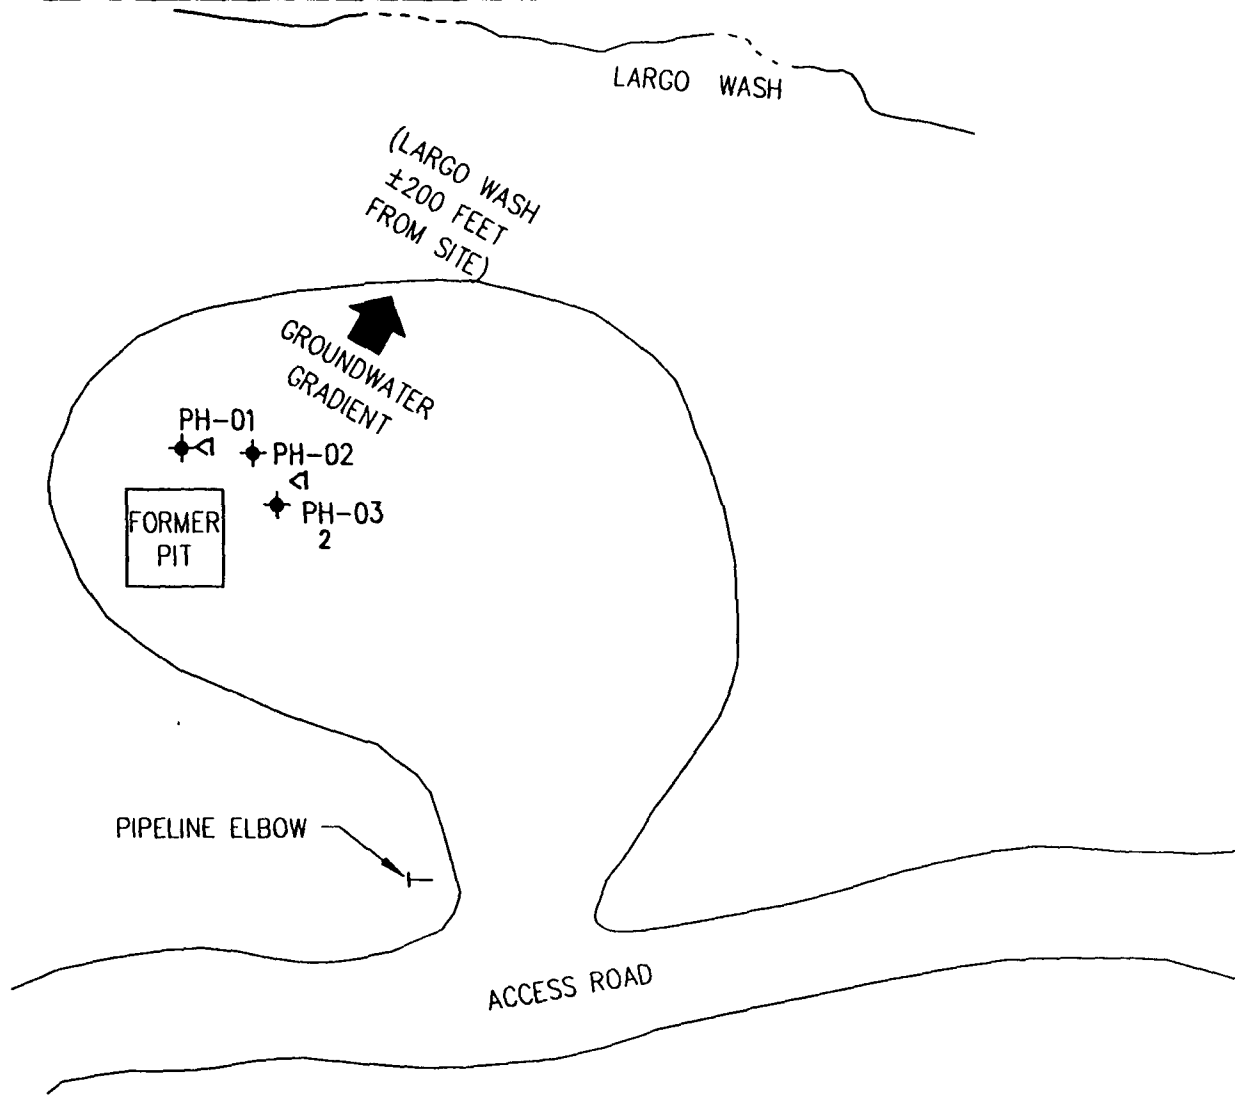 LARGO WASH
(LARGO WASH
±200 FEET
FROM SITE)
GROUNDWATER
GRADIENT
PH-01
PH-02
PH-03
2
FORMER
PIT
PIPELINE ELBOW
ACCESS ROAD